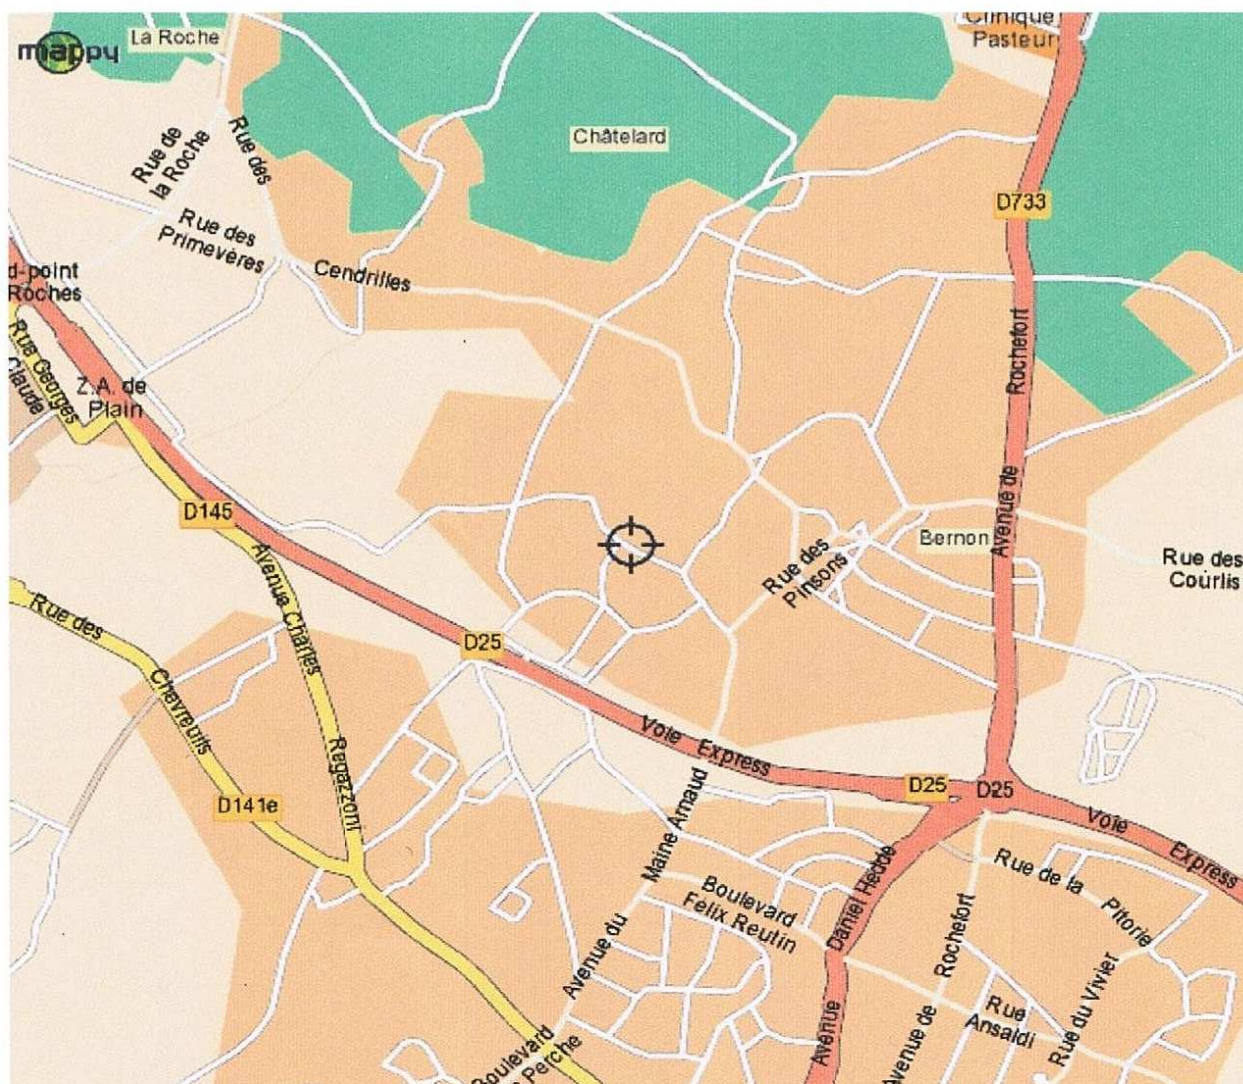 mappy
La Roche
Clinique
Pasteur
Châtelard
Rue de
la Roche
Rue des
D733
Rue des
Primevères
Cendrilles
d-point
Roches
Rochefort
Rue Georges
Claude
Z.A. de
Plain
D145
Avenue de
Bernon
Rue des
Pinsons
Rue des
Courlis
Avenue Charles
Rue des
D25
Chevreuils
Regazzoni
Voie Express
D141e
D25
D25
Voie
Express
Maine Arnaud
Daniel Hedde
Rue de la
Pitorie
Boulevard
Felix Reutin
Avenue du
Rochefort
Rue
Ansaldi
Rue du Vivier
Avenue
Avenue de
Boulevard
Perche